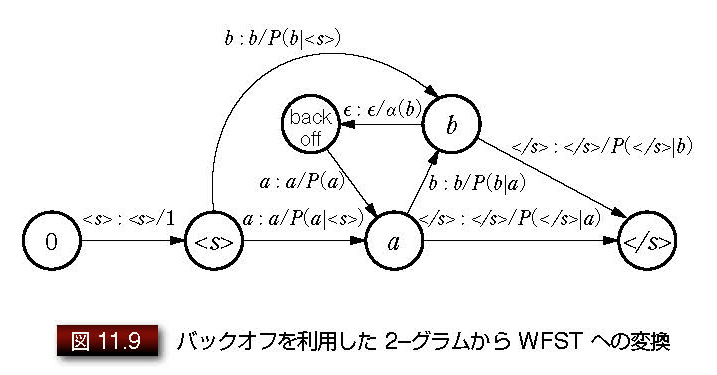 b : b/P(b|<s>)
back
off
ϵ : ϵ/α(b)
b
</s> : </s>/P(</s>|b)
a : a/P(a)
b : b/P(b|a)
<s> : <s>/1
a : a/P(a|<s>)
</s> : </s>/P(</s>|a)
0
<s>
a
</s>
図 11.9 バックオフを利用した 2–グラムから WFST への変換